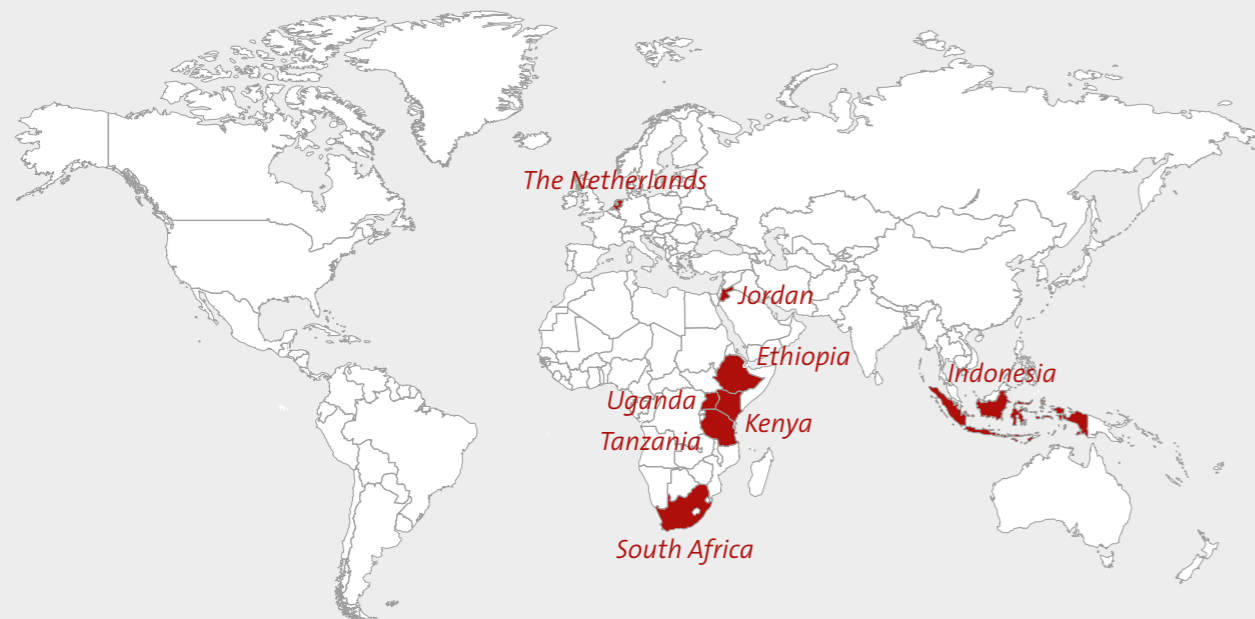 The Netherlands
Jordan
Ethiopia
Indonesia
Uganda
Kenya
Tanzania
South Africa